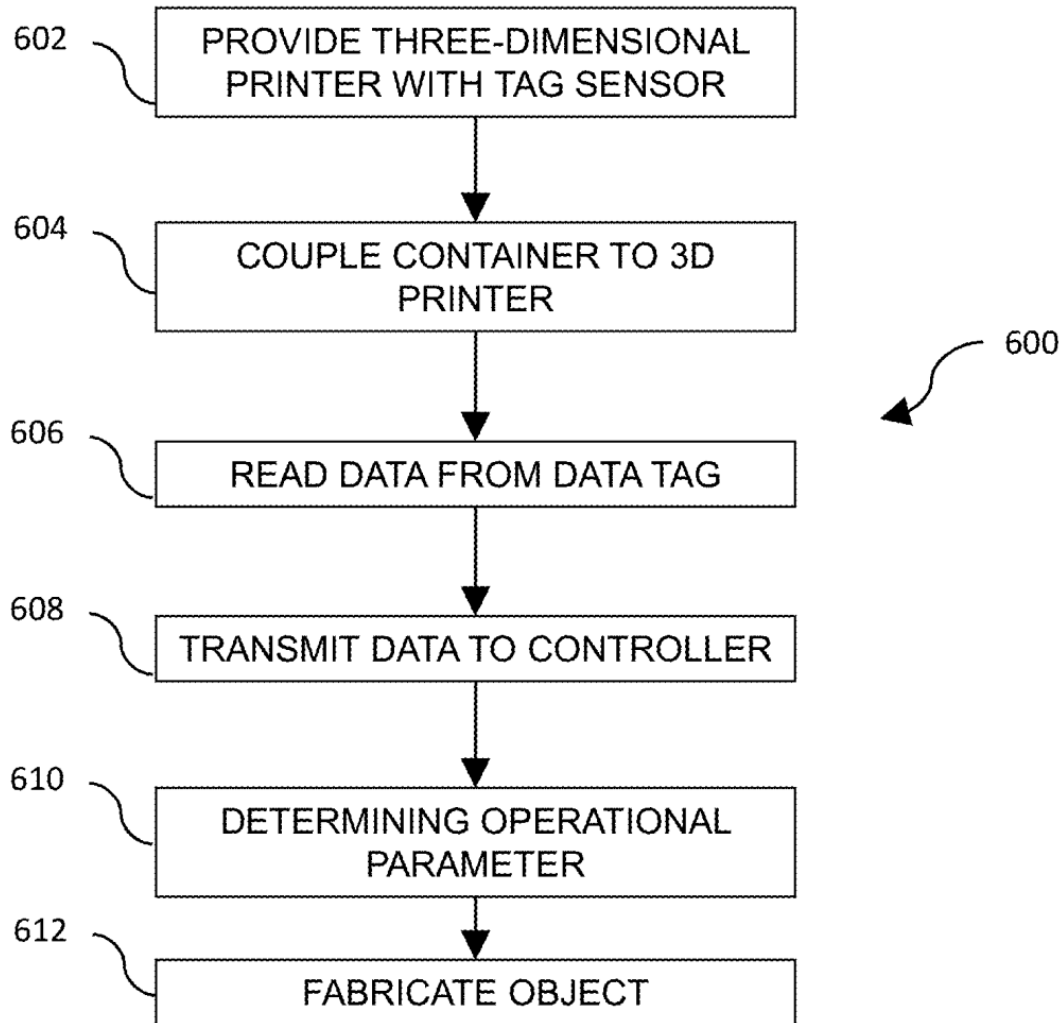 602
PROVIDE THREE-DIMENSIONAL
PRINTER WITH TAG SENSOR
604
COUPLE CONTAINER TO 3D
PRINTER
600
606
READ DATA FROM DATA TAG
608
TRANSMIT DATA TO CONTROLLER
610
DETERMINING OPERATIONAL
PARAMETER
612
FABRICATE OBJECT